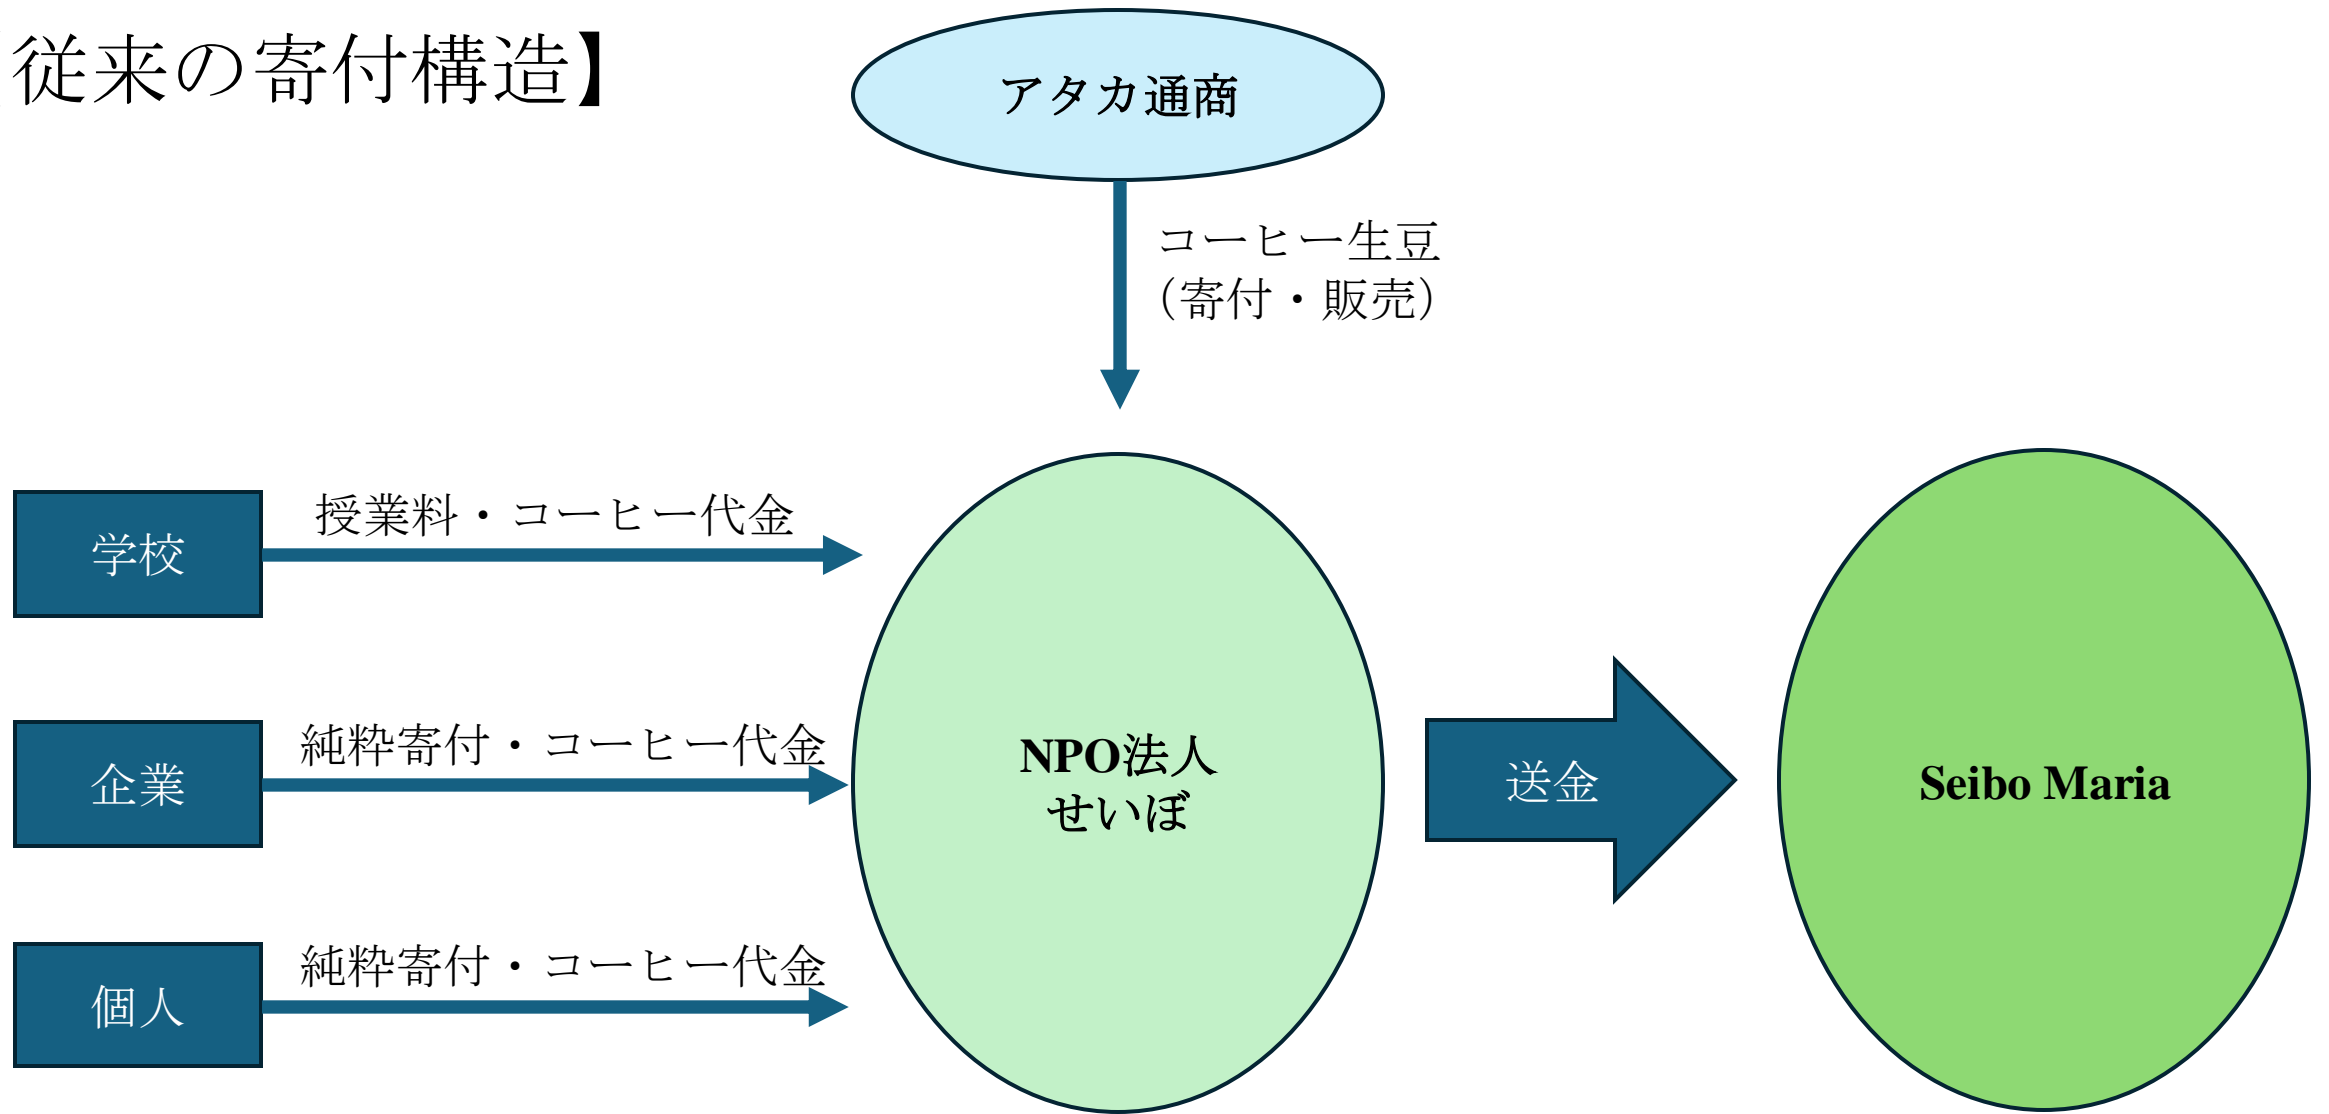 従来の寄付構造】
アタカ通商
コーヒー生豆
（寄付・販売）
学校
授業料・コーヒー代金
企業
純粋寄付・コーヒー代金
個人
純粋寄付・コーヒー代金
NPO法人
せいぼ
送金
Seibo Maria